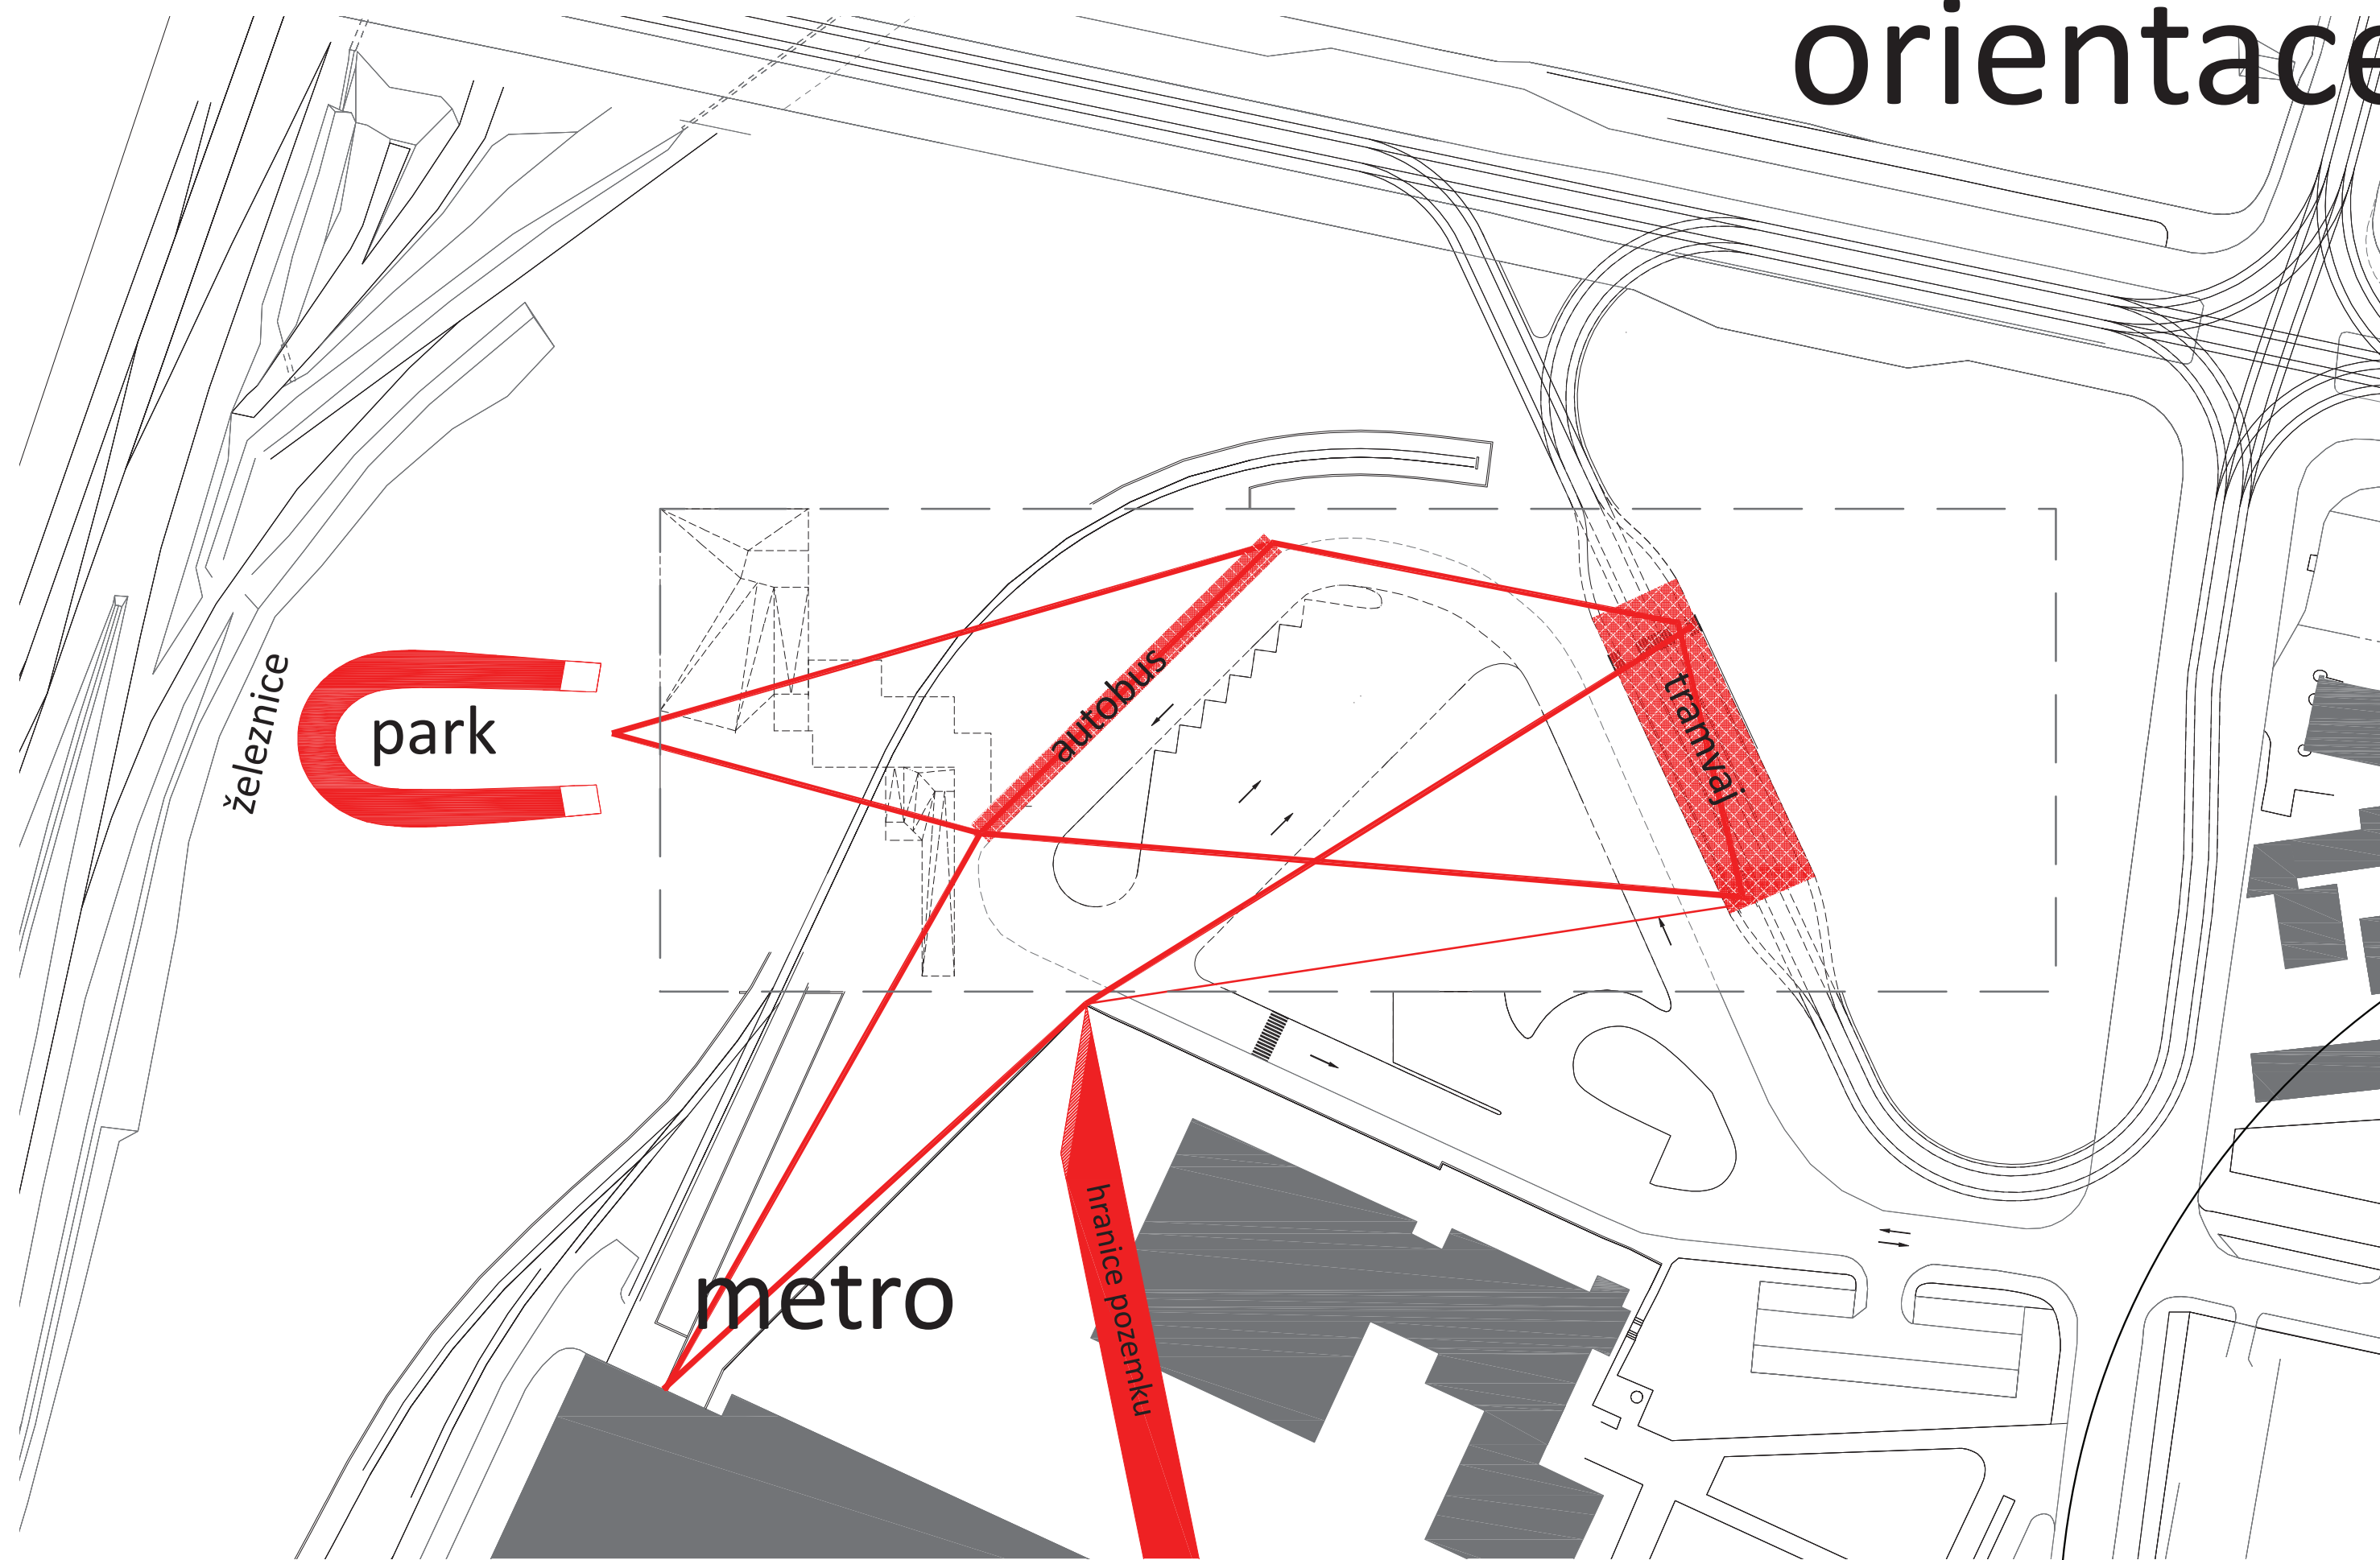 orientace
železnice
park
autobus
tramvaj
metro
hranice pozemku